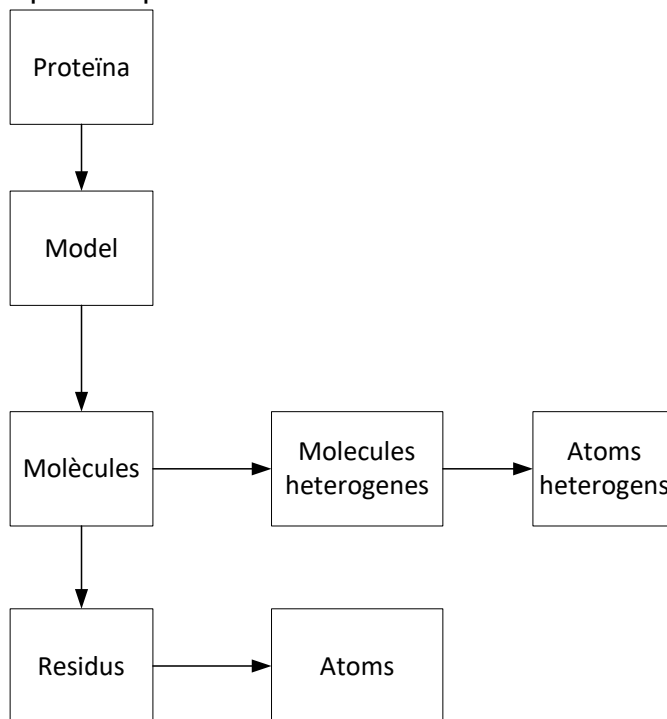 Proteïna
Model
Molècules
Molecules
heterogenes
Atoms
heterogens
Residus
Atoms